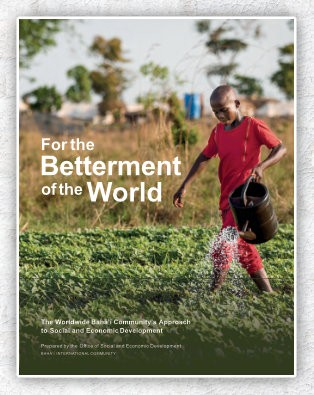 For the
Betterment
of the World
The Worldwide Bahá'í Community's Approach
to Social and Economic Development
Prepared by the Office of Social and Economic Development
BAHÁ'Í INTERNATIONAL COMMUNITY